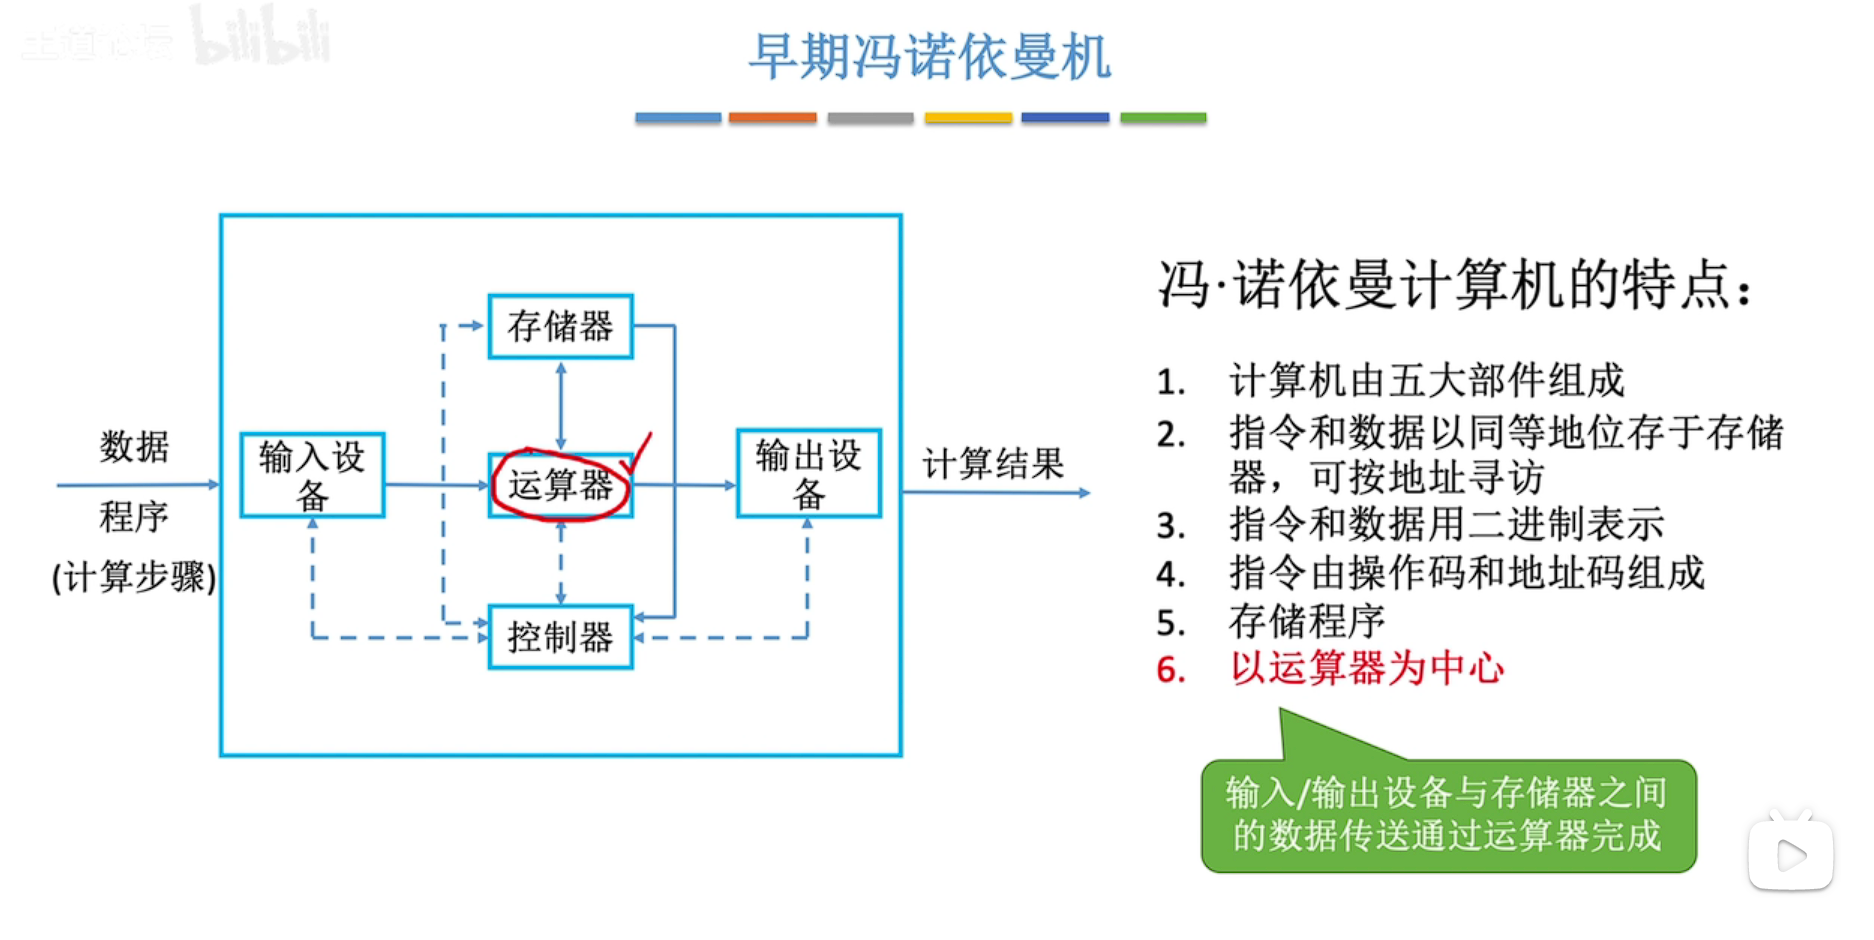 王道论坛 bilibili
早期冯诺依曼机
数据
程序
(计算步骤)
输入设
备
存储器
运算器
控制器
输出设
备
计算结果
冯·诺依曼计算机的特点：
1. 计算机由五大部件组成
2. 指令和数据以同等地位存于存储
器，可按地址寻访
3. 指令和数据用二进制表示
4. 指令由操作码和地址码组成
5. 存储程序
6. 以运算器为中心
输入/输出设备与存储器之间
的数据传送通过运算器完成